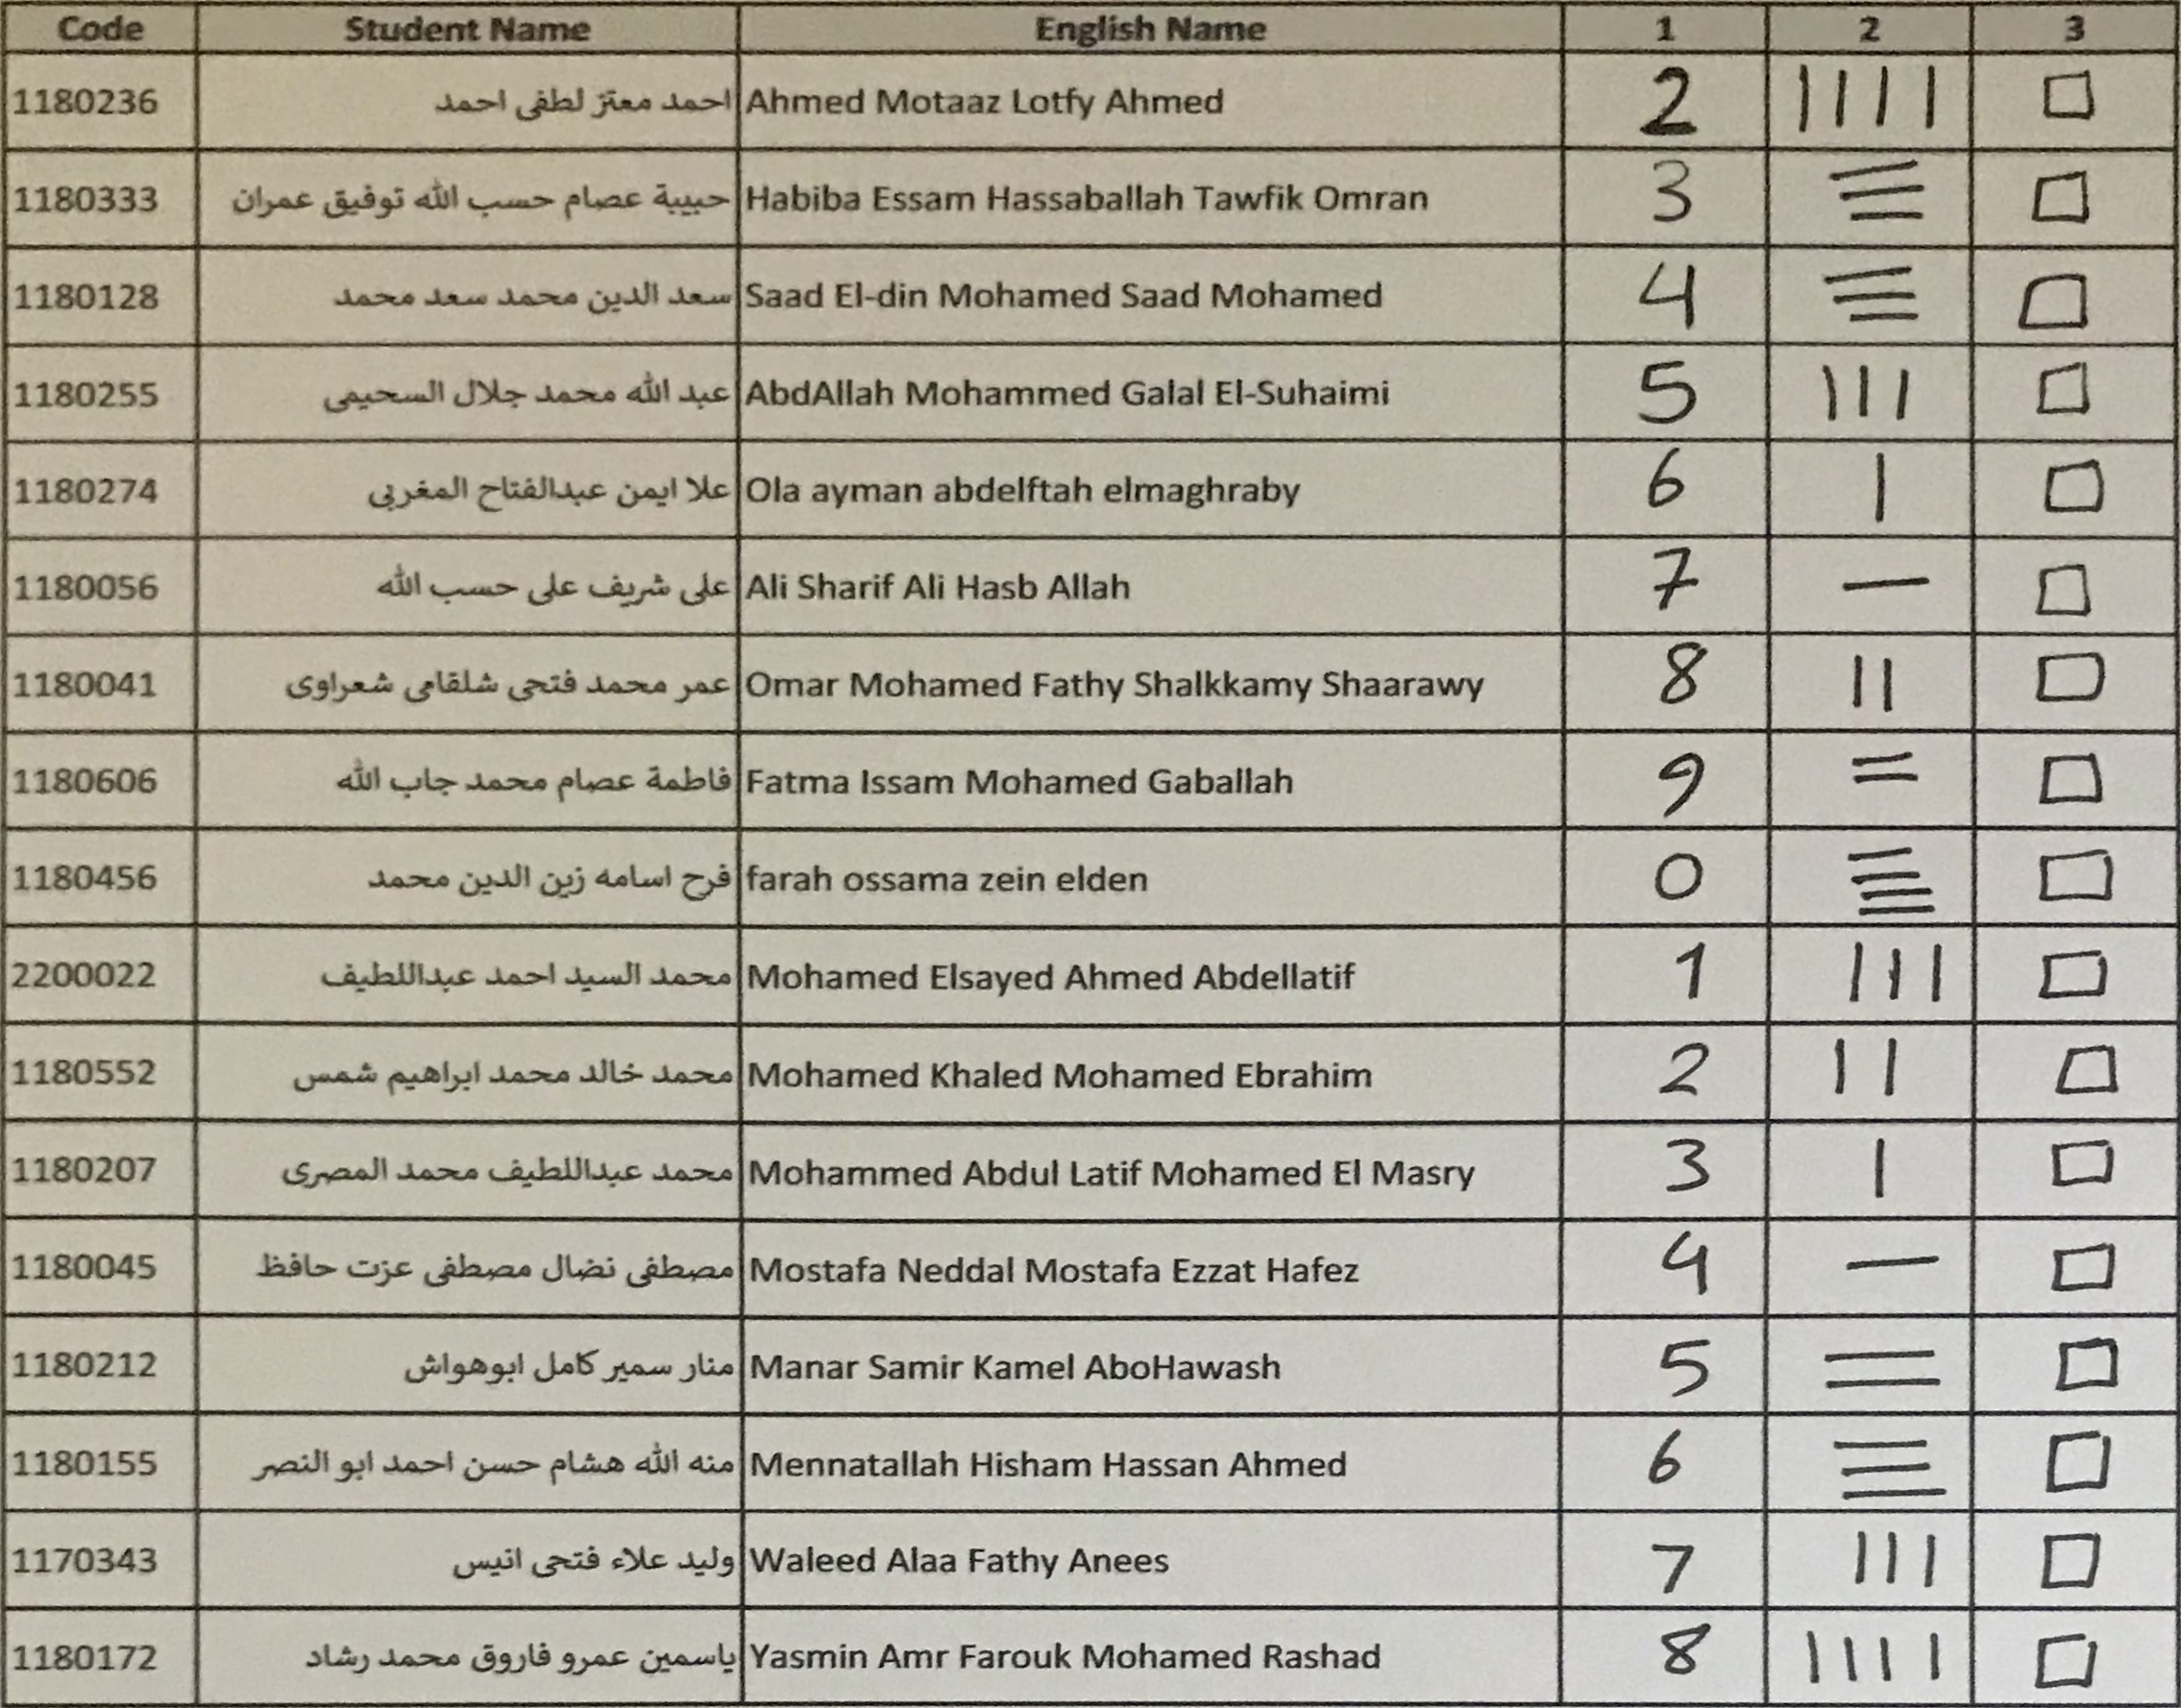 Code Student Name English Name 1 2 3
1180236 احمد معتز لطفى احمد Ahmed Motaaz Lotfy Ahmed 2 |||| □
1180333 حبيبة عصام حسب الله توفيق عمران Habiba Essam Hassaballah Tawfik Omran 3 ☰ □
1180128 سعد الدين محمد سعد محمد Saad El-din Mohamed Saad Mohamed 4 ☰ □
1180255 عبد الله محمد جلال السحيمى AbdAllah Mohammed Galal El-Suhaimi 5 ||| □
1180274 علا ايمن عبدالفتاح المغربى Ola ayman abdelftah elmaghraby 6 | □
1180056 على شريف على حسب الله Ali Sharif Ali Hasb Allah 7 — □
1180041 عمر محمد فتحى شلقامى شعراوى Omar Mohamed Fathy Shalkkamy Shaarawy 8 || □
1180606 فاطمة عصام محمد جاب الله Fatma Issam Mohamed Gaballah 9 = □
1180456 فرح اسامه زين الدين محمد farah ossama zein elden 0 ≣ □
2200022 محمد السيد احمد عبداللطيف Mohamed Elsayed Ahmed Abdellatif 1 ||| □
1180552 محمد خالد محمد ابراهيم شمس Mohamed Khaled Mohamed Ebrahim 2 || □
1180207 محمد عبداللطيف محمد المصرى Mohammed Abdul Latif Mohamed El Masry 3 | □
1180045 مصطفى نضال مصطفى عزت حافظ Mostafa Neddal Mostafa Ezzat Hafez 4 — □
1180212 منار سمير كامل ابوهواش Manar Samir Kamel AboHawash 5 = □
1180155 منه الله هشام حسن احمد ابو النصر Mennatallah Hisham Hassan Ahmed 6 ☰ □
1170343 وليد علاء فتحى انيس Waleed Alaa Fathy Anees 7 ||| □
1180172 ياسمين عمرو فاروق محمد رشاد Yasmin Amr Farouk Mohamed Rashad 8 |||| □